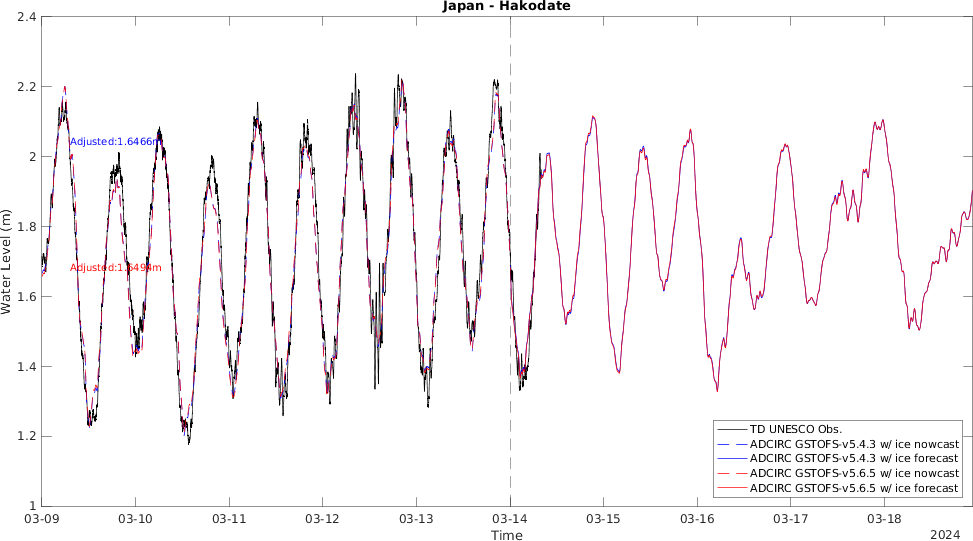 Japan - Hakodate
2.4
2.2
2
1.8
1.6
1.4
1.2
1
Water Level (m)
Adjusted:1.6466m
Adjusted:1.6494m
TD UNESCO Obs.
ADCIRC GSTOFS-v5.4.3 w/ ice nowcast
ADCIRC GSTOFS-v5.4.3 w/ ice forecast
ADCIRC GSTOFS-v5.6.5 w/ ice nowcast
ADCIRC GSTOFS-v5.6.5 w/ ice forecast
03-09 03-10 03-11 03-12 03-13 03-14 03-15 03-16 03-17 03-18
Time
2024